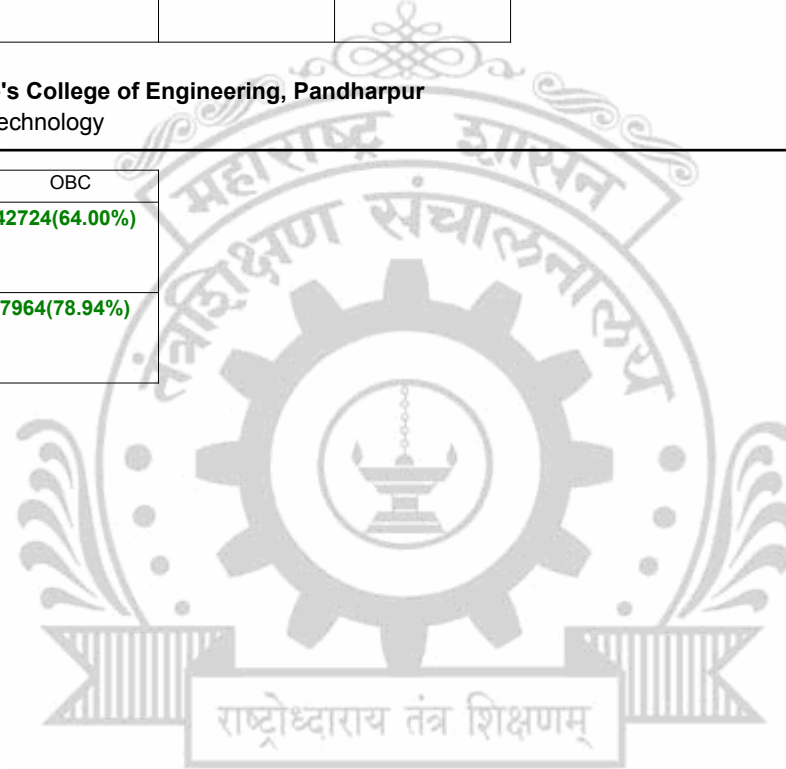 's College of Engineering, Pandharpur
echnology
OBC
42724(64.00%)
7964(78.94%)
महाराष्ट्र शासन
तंत्रशिक्षण संचालनालय
राष्ट्रोध्दाराय तंत्र शिक्षणम्